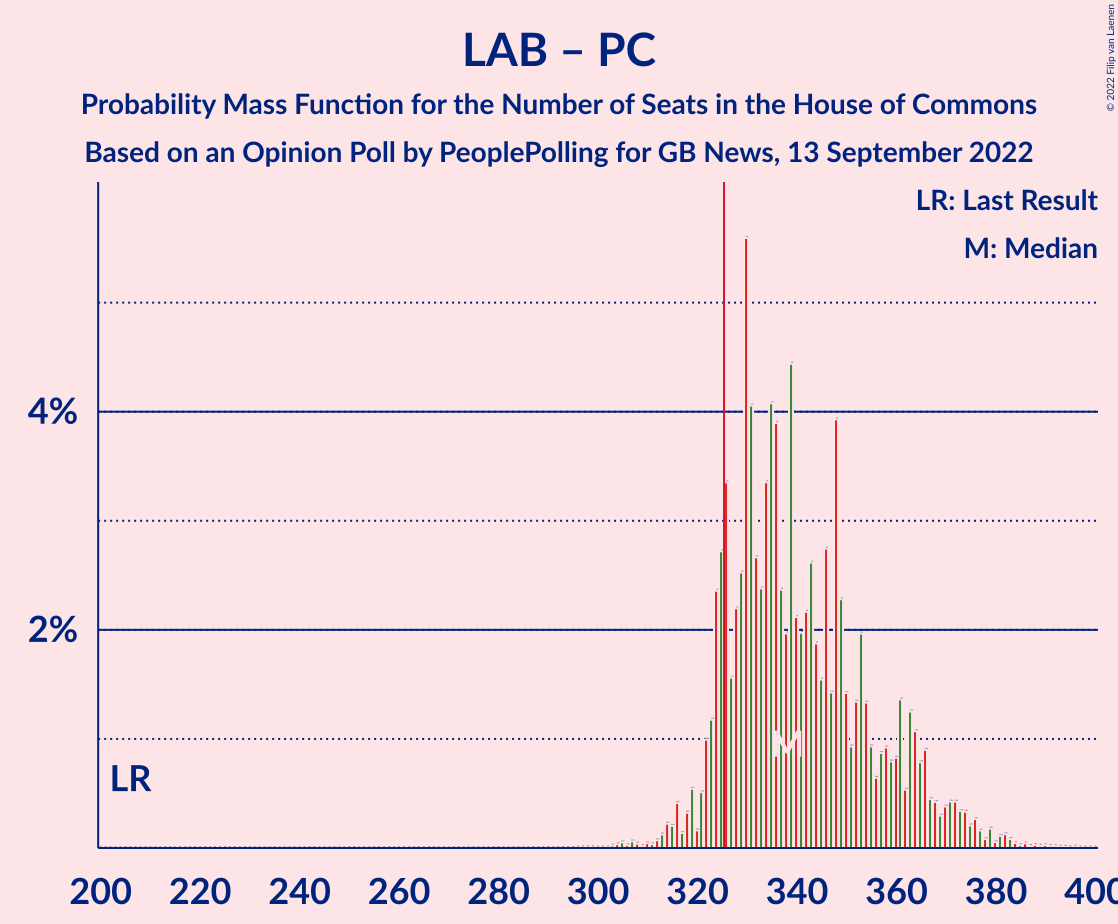 LAB – PC
Probability Mass Function for the Number of Seats in the House of Commons
Based on an Opinion Poll by PeoplePolling for GB News, 13 September 2022
© 2022 Filip van Laenen
LR: Last Result
M: Median
4%
2%
LR
M
200 220 240 260 280 300 320 340 360 380 400